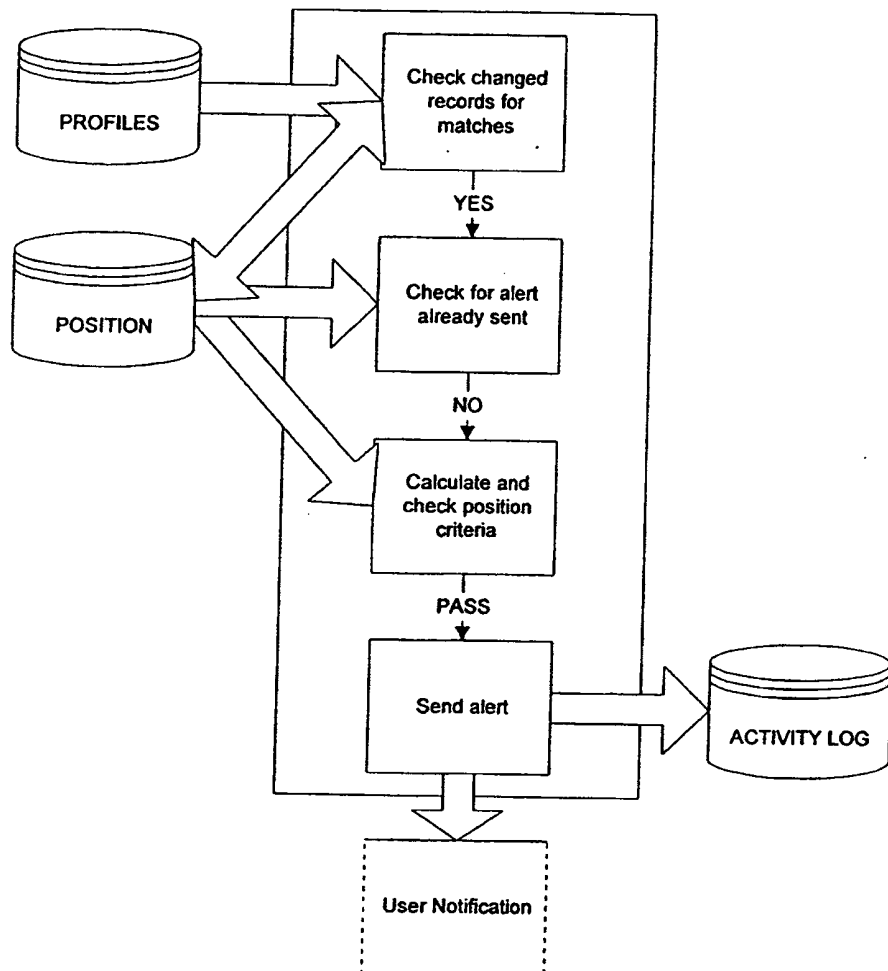 PROFILES
Check changed
records for
matches
YES
POSITION
Check for alert
already sent
NO
Calculate and
check position
criteria
PASS
Send alert
ACTIVITY LOG
User Notification